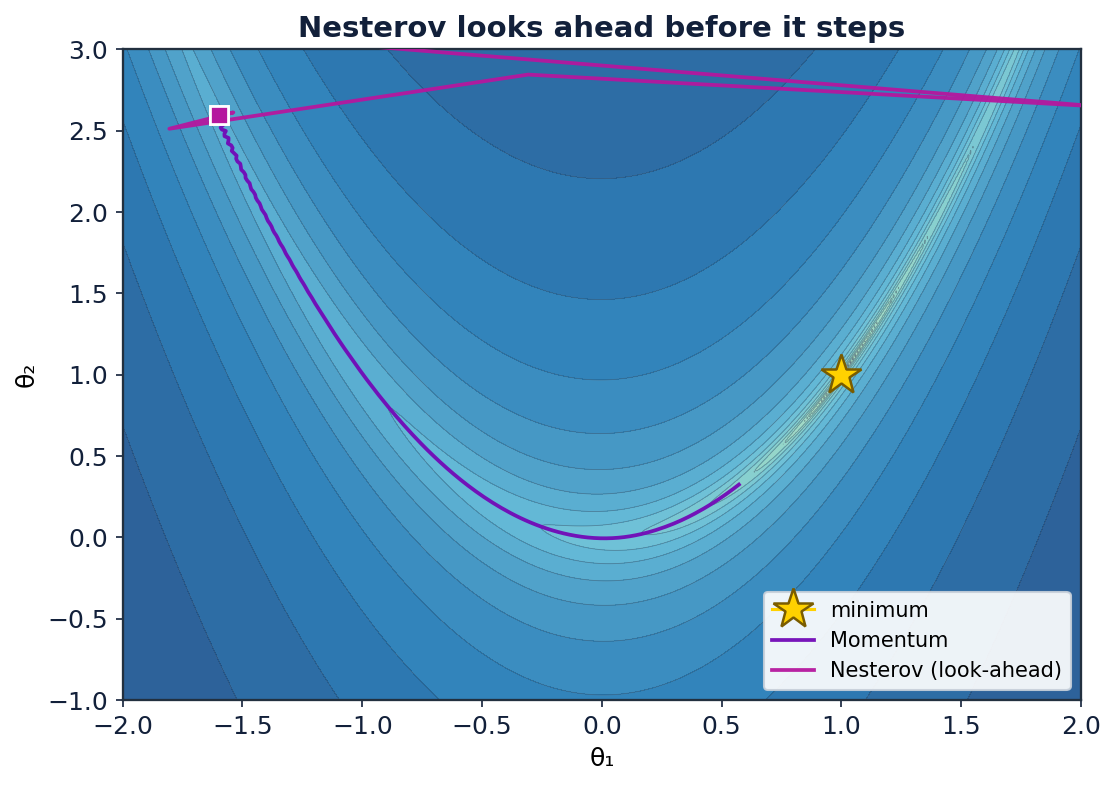 Nesterov looks ahead before it steps
3.0
2.5
2.0
1.5
1.0
0.5
0.0
−0.5
−1.0
θ₂
−2.0 −1.5 −1.0 −0.5 0.0 0.5 1.0 1.5 2.0
θ₁
minimum
Momentum
Nesterov (look-ahead)